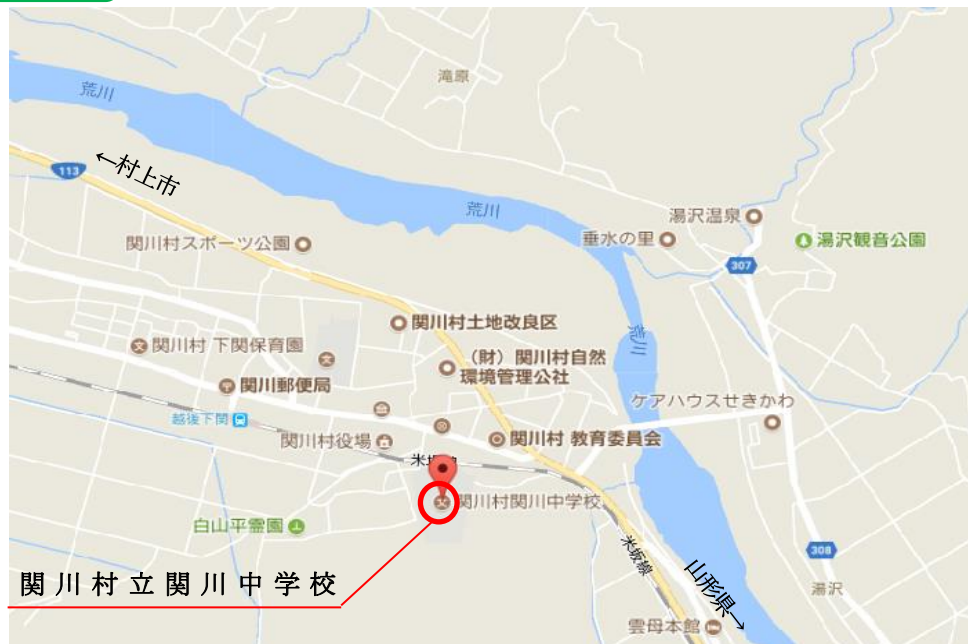 滝原
荒川
113
←村上市
荒川
湯沢温泉
関川村スポーツ公園
垂水の里
湯沢観音公園
307
関川村土地改良区
荒川
関川村 下関保育園
（財）関川村自然
環境管理公社
関川郵便局
ケアハウスせきかわ
越後下関
関川村役場
関川村 教育委員会
関川村関川中学校
白山平霊園
米坂線
308
山形県→
湯沢
関川村立関川中学校
雲母本館